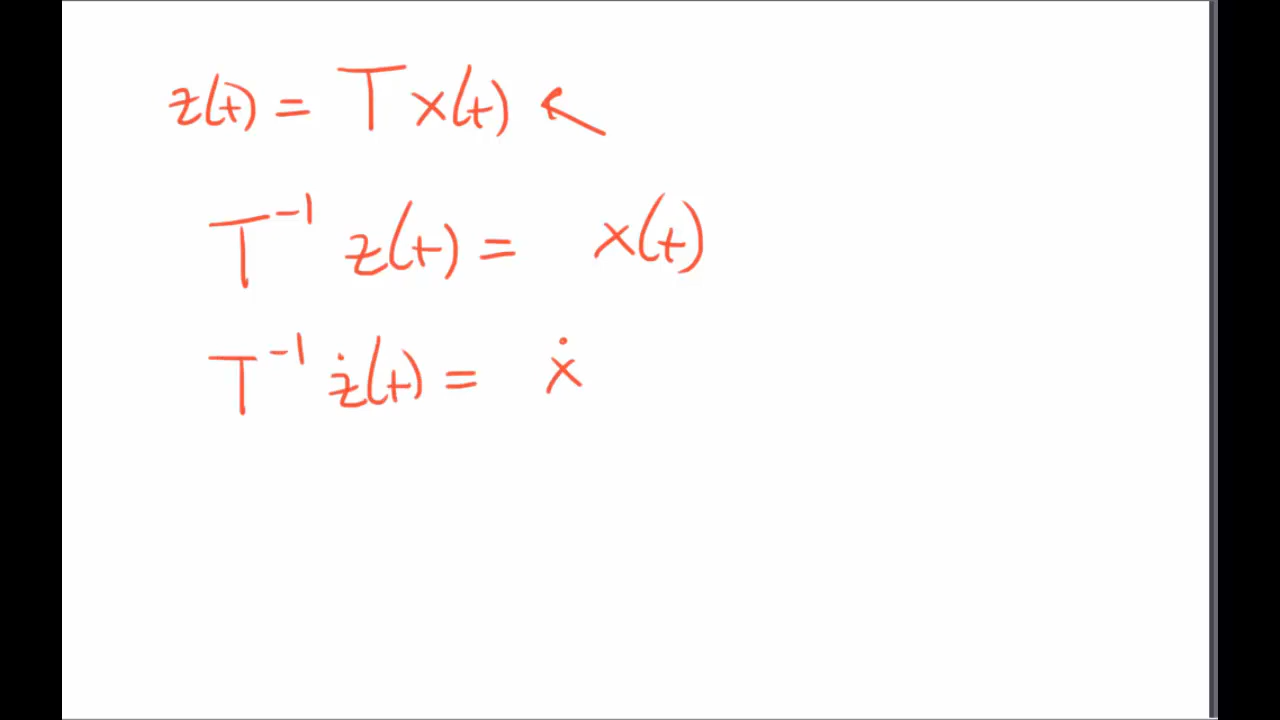 z(t) = T x(t) ↖
T⁻¹ z(t) = x(t)
T⁻¹ ż(t) = ẋ